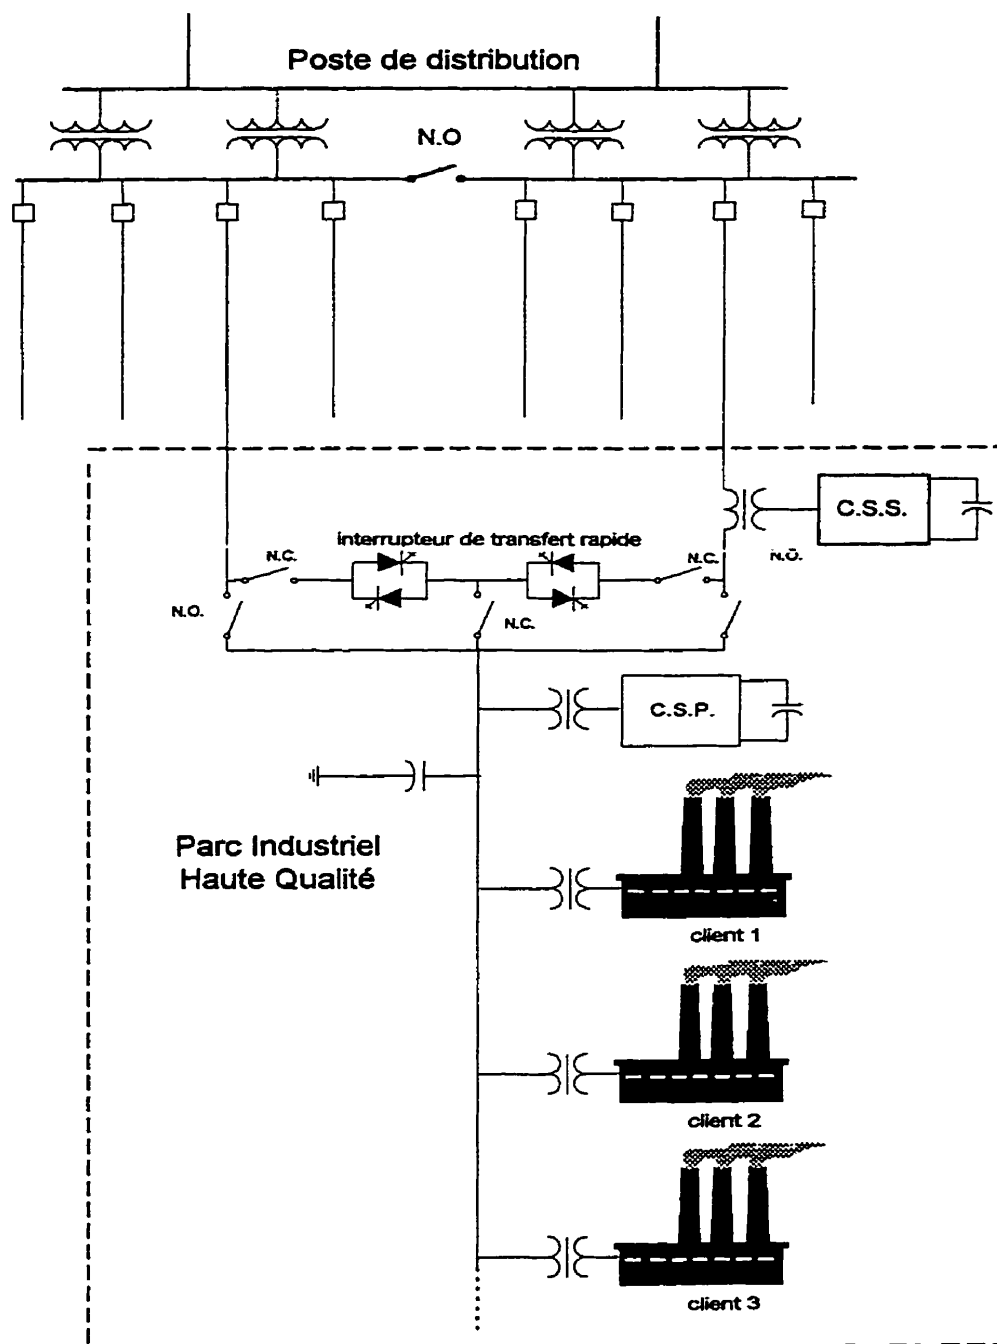 Poste de distribution
N.O
C.S.S.
interrupteur de transfert rapide
N.C.
N.C.
N.O.
N.O.
N.C.
C.S.P.
Parc Industriel
Haute Qualité
client 1
client 2
client 3